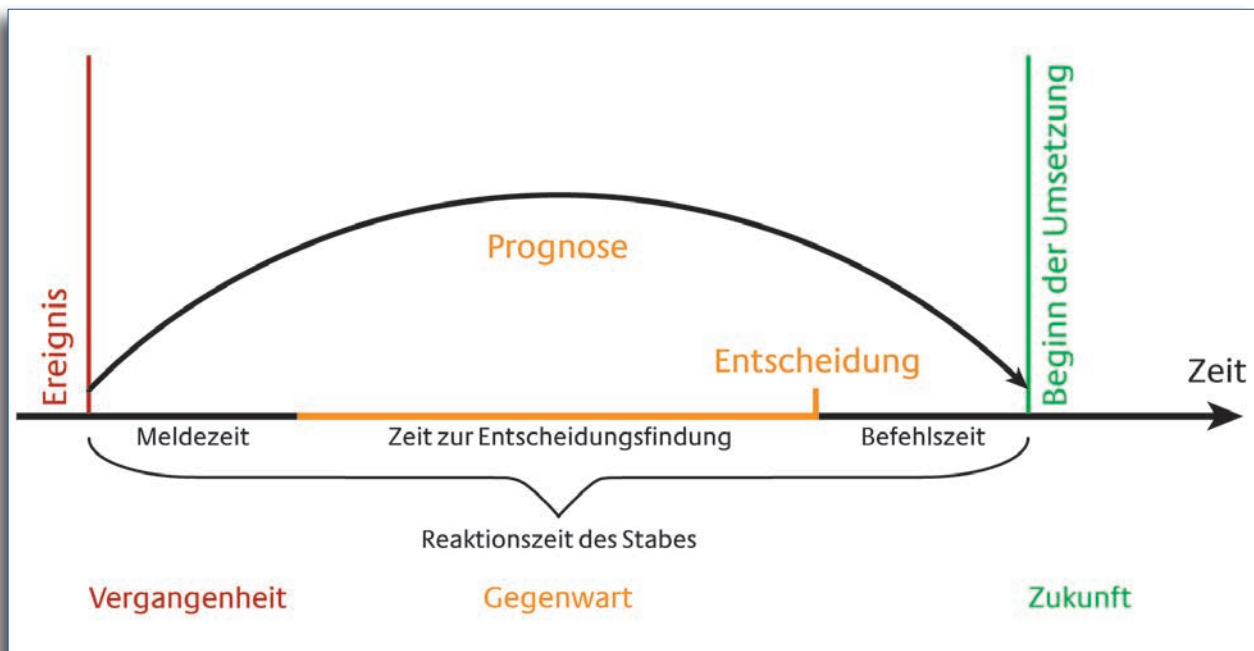 Ereignis
Prognose
Entscheidung
Beginn der Umsetzung
Zeit
Meldezeit
Zeit zur Entscheidungsfindung
Befehlszeit
Reaktionszeit des Stabes
Vergangenheit
Gegenwart
Zukunft